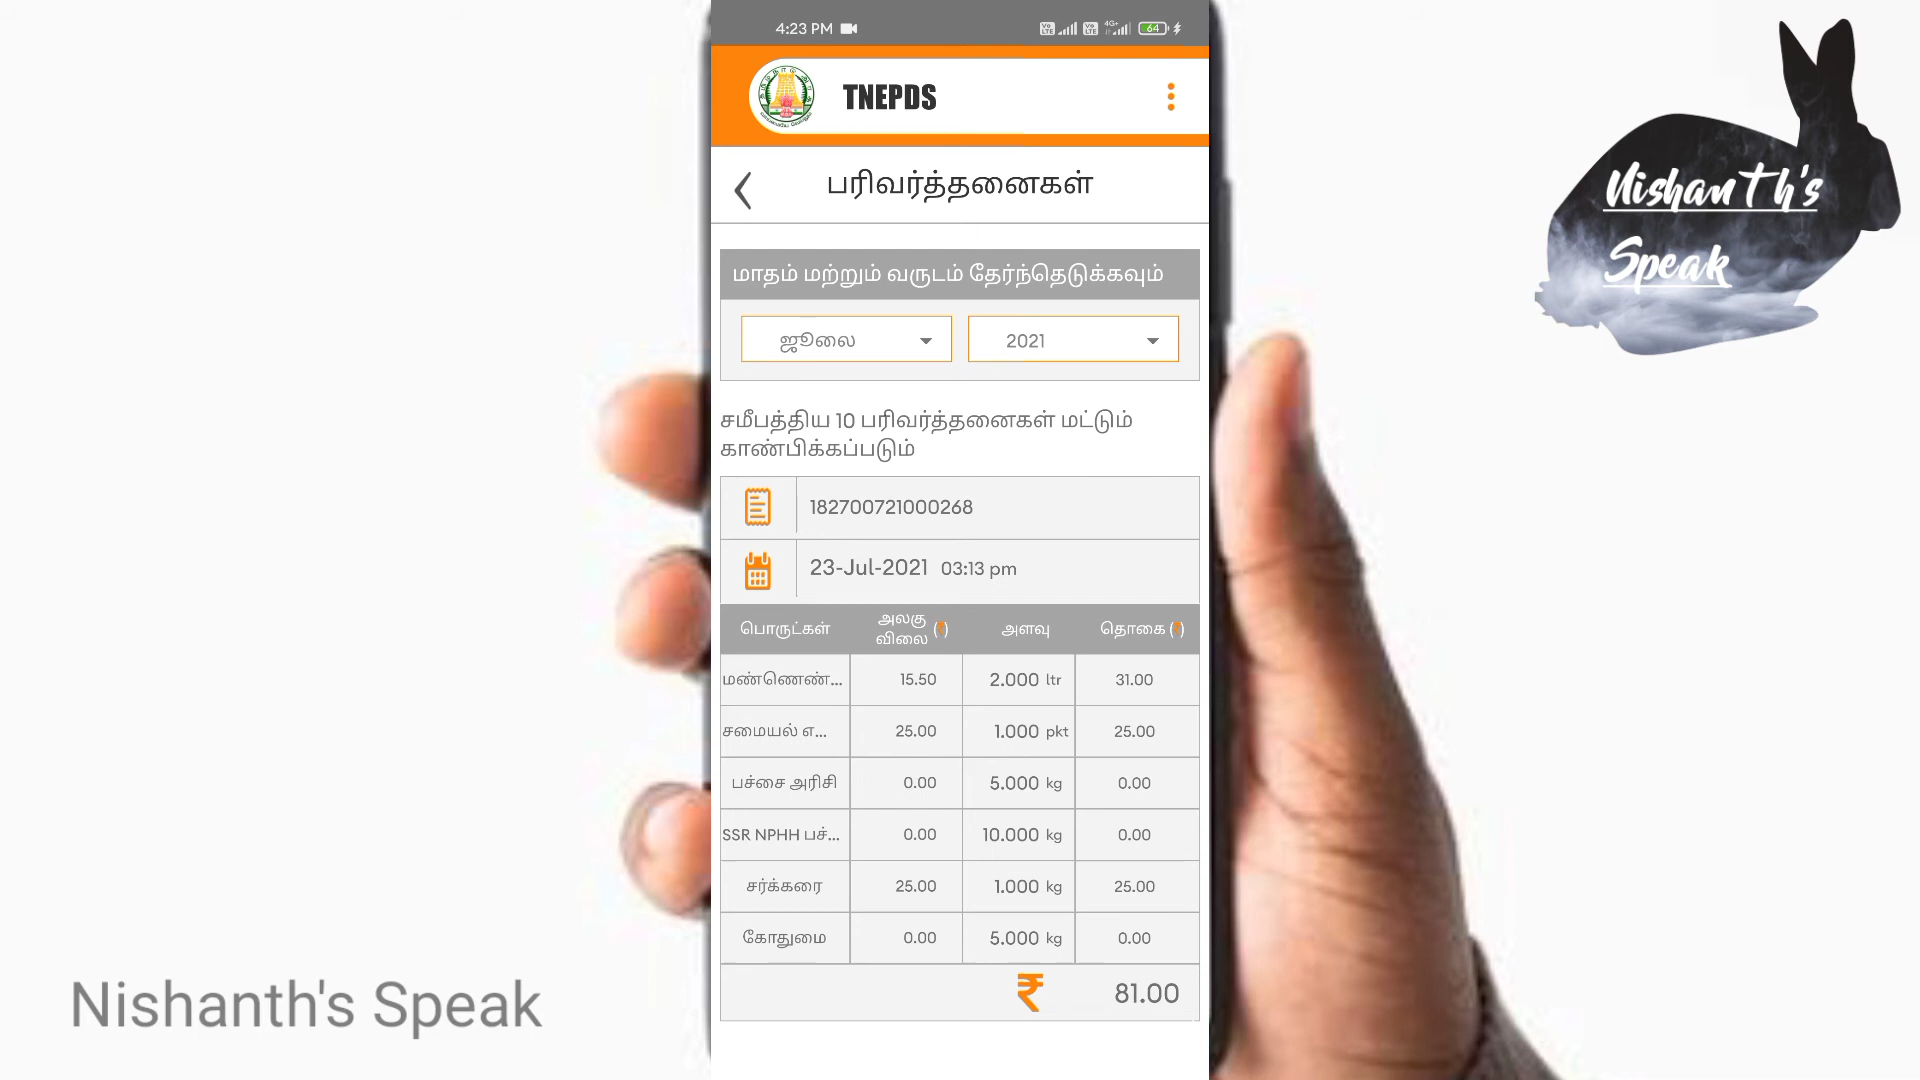 4:23 PM
64
TNEPDS
பரிவர்த்தனைகள்
மாதம் மற்றும் வருடம் தேர்ந்தெடுக்கவும்
ஜூலை 2021
சமீபத்திய 10 பரிவர்த்தனைகள் மட்டும்
காண்பிக்கப்படும்
182700721000268
23-Jul-2021 03:13 pm
பொருட்கள் அலகு விலை (₹) அளவு தொகை (₹)
மண்ணெண்... 15.50 2.000 ltr 31.00
சமையல் எ... 25.00 1.000 pkt 25.00
பச்சை அரிசி 0.00 5.000 kg 0.00
SSR NPHH பச்... 0.00 10.000 kg 0.00
சர்க்கரை 25.00 1.000 kg 25.00
கோதுமை 0.00 5.000 kg 0.00
₹ 81.00
Nishanth's
Speak
Nishanth's Speak